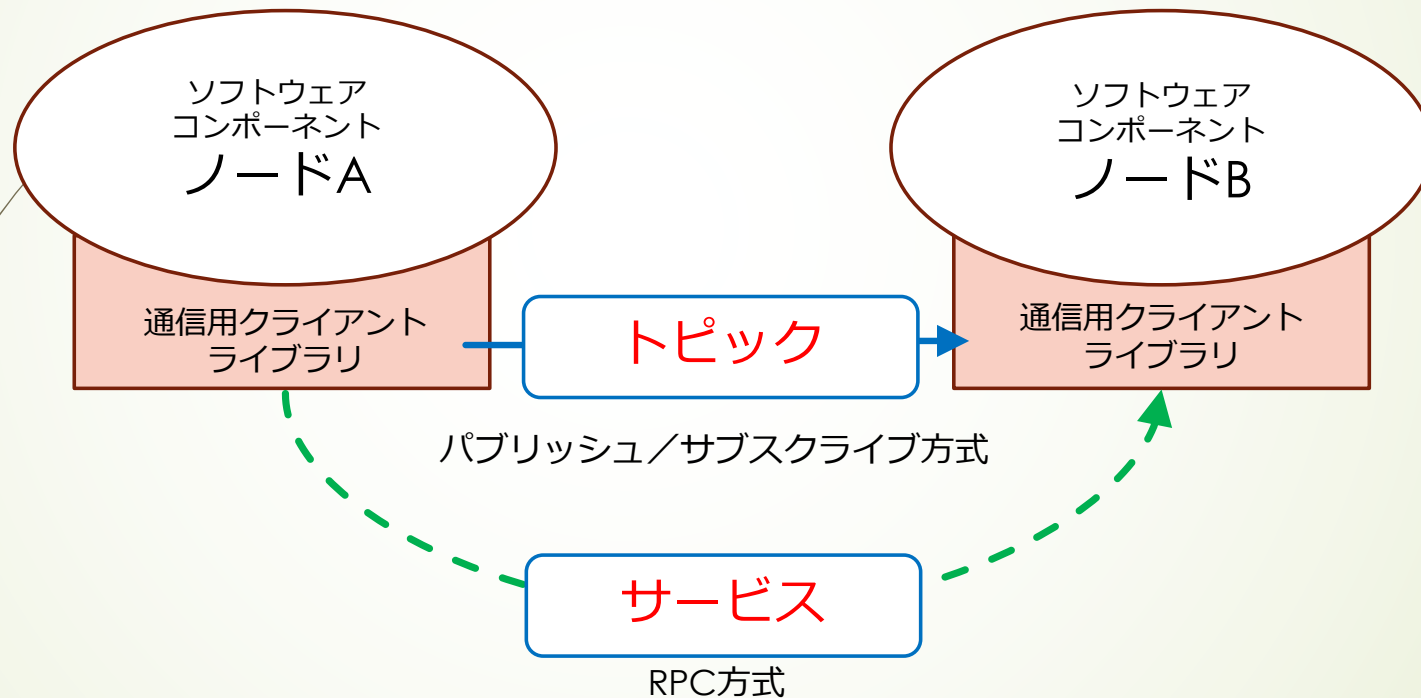 ソフトウェア
コンポーネント
ノードA
通信用クライアント
ライブラリ
ソフトウェア
コンポーネント
ノードB
通信用クライアント
ライブラリ
トピック
パブリッシュ／サブスクライブ方式
サービス
RPC方式